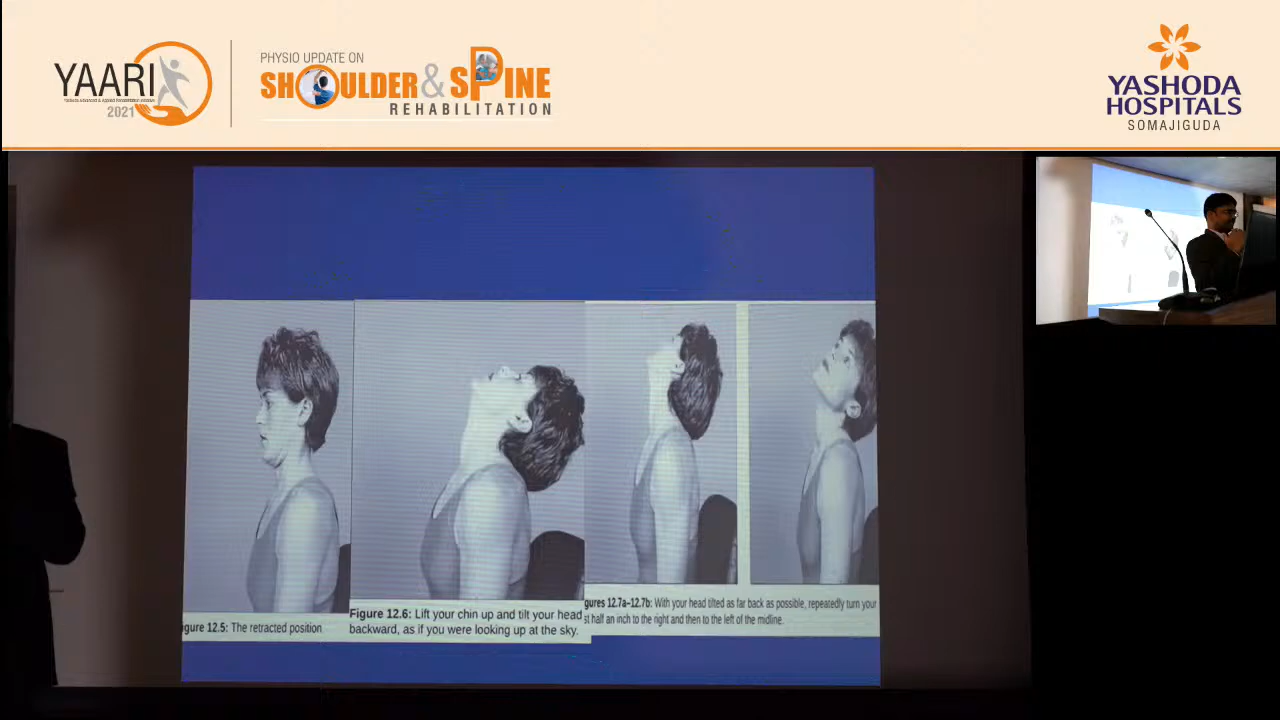 YAARI
2021
PHYSIO UPDATE ON
SHOULDER & SPINE
REHABILITATION
YASHODA
HOSPITALS
SOMAJIGUDA
gure 12.5: The retracted position
Figure 12.6: Lift your chin up and tilt your head
backward, as if you were looking up at the sky.
gures 12.7a–12.7b: With your head tilted as far back as possible, repeatedly turn your
st half an inch to the right and then to the left of the midline.